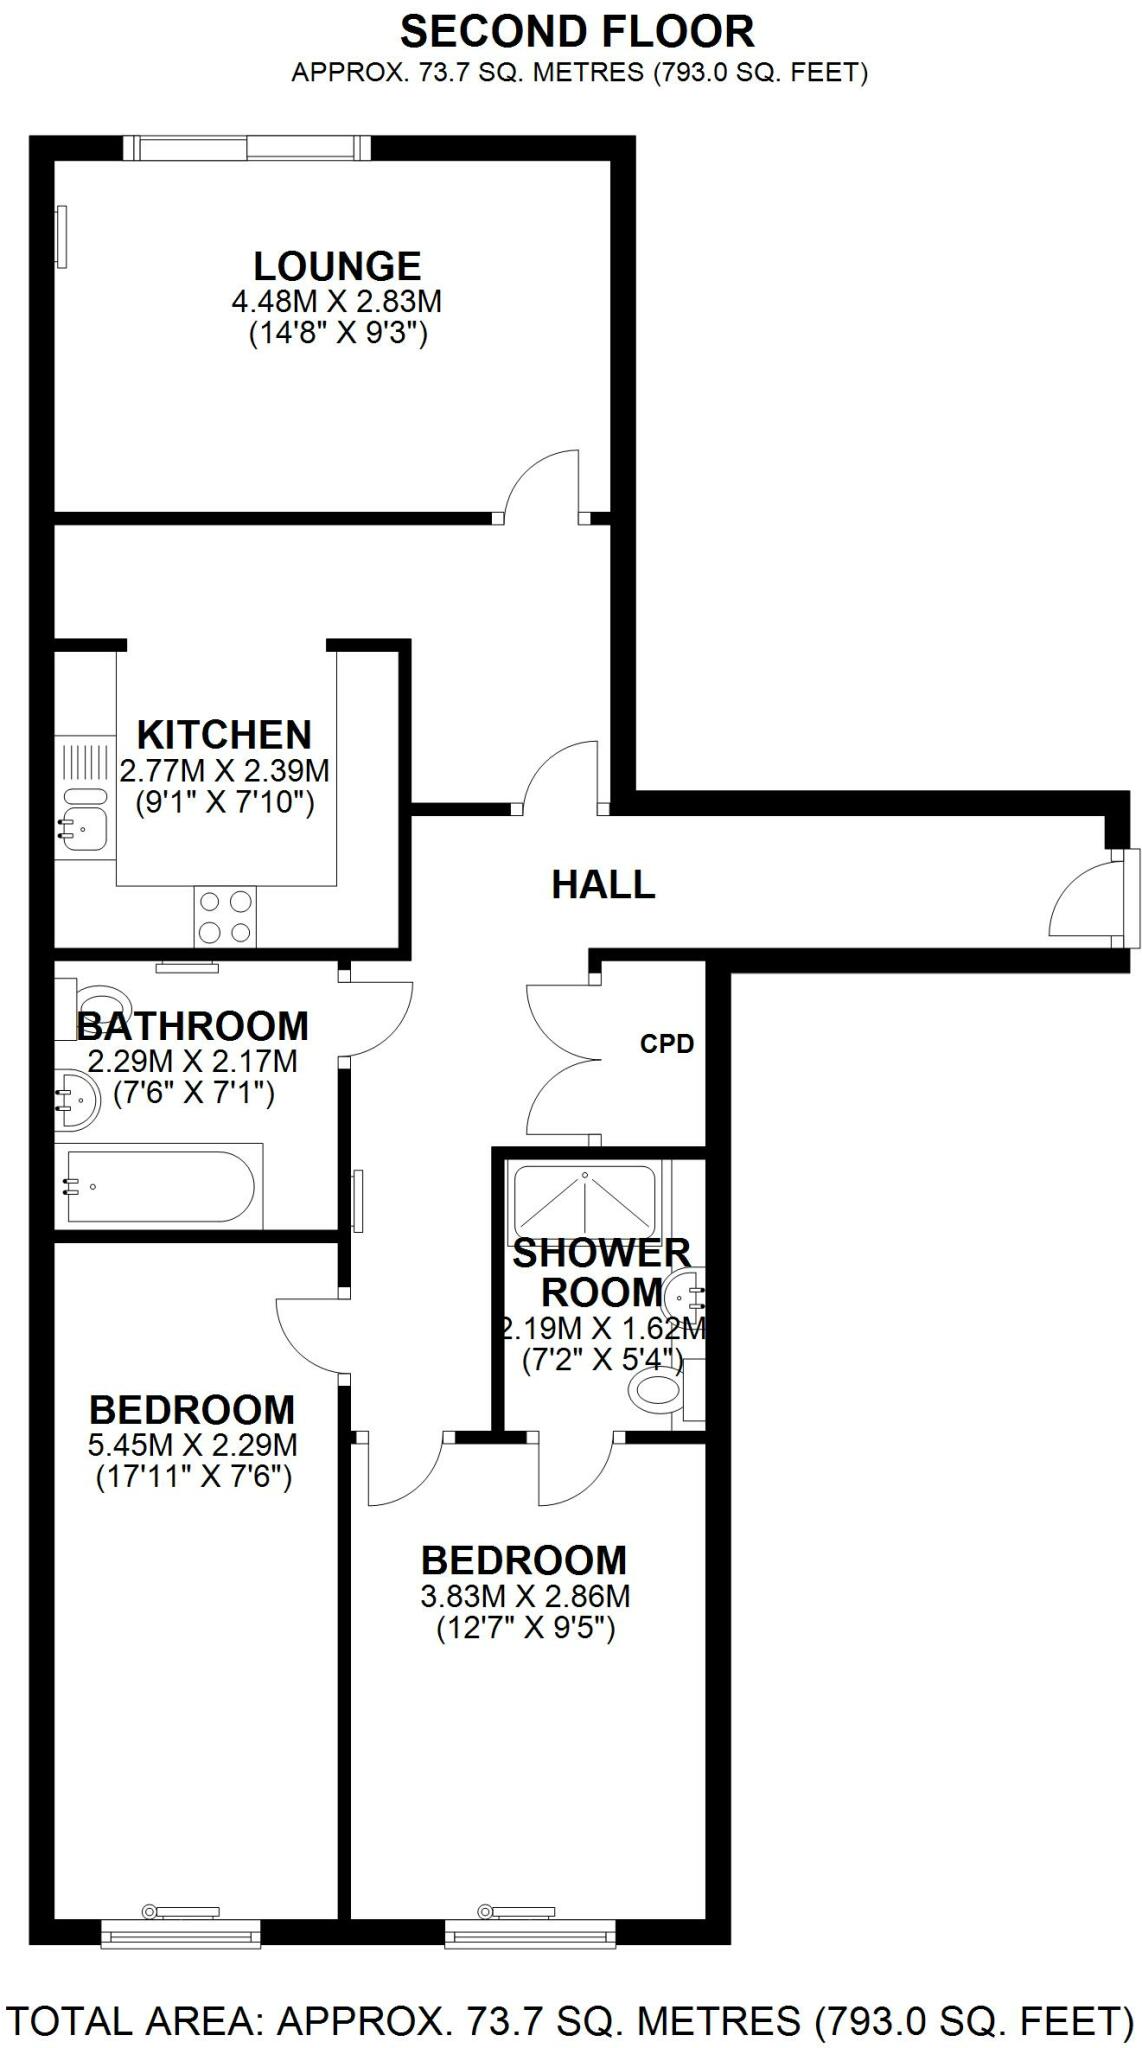 SECOND FLOOR
APPROX. 73.7 SQ. METRES (793.0 SQ. FEET)
LOUNGE
4.48M X 2.83M
(14'8" X 9'3")
KITCHEN
2.77M X 2.39M
(9'1" X 7'10")
HALL
BATHROOM
2.29M X 2.17M
(7'6" X 7'1")
CPD
SHOWER
ROOM
2.19M X 1.62M
(7'2" X 5'4")
BEDROOM
5.45M X 2.29M
(17'11" X 7'6")
BEDROOM
3.83M X 2.86M
(12'7" X 9'5")
TOTAL AREA: APPROX. 73.7 SQ. METRES (793.0 SQ. FEET)